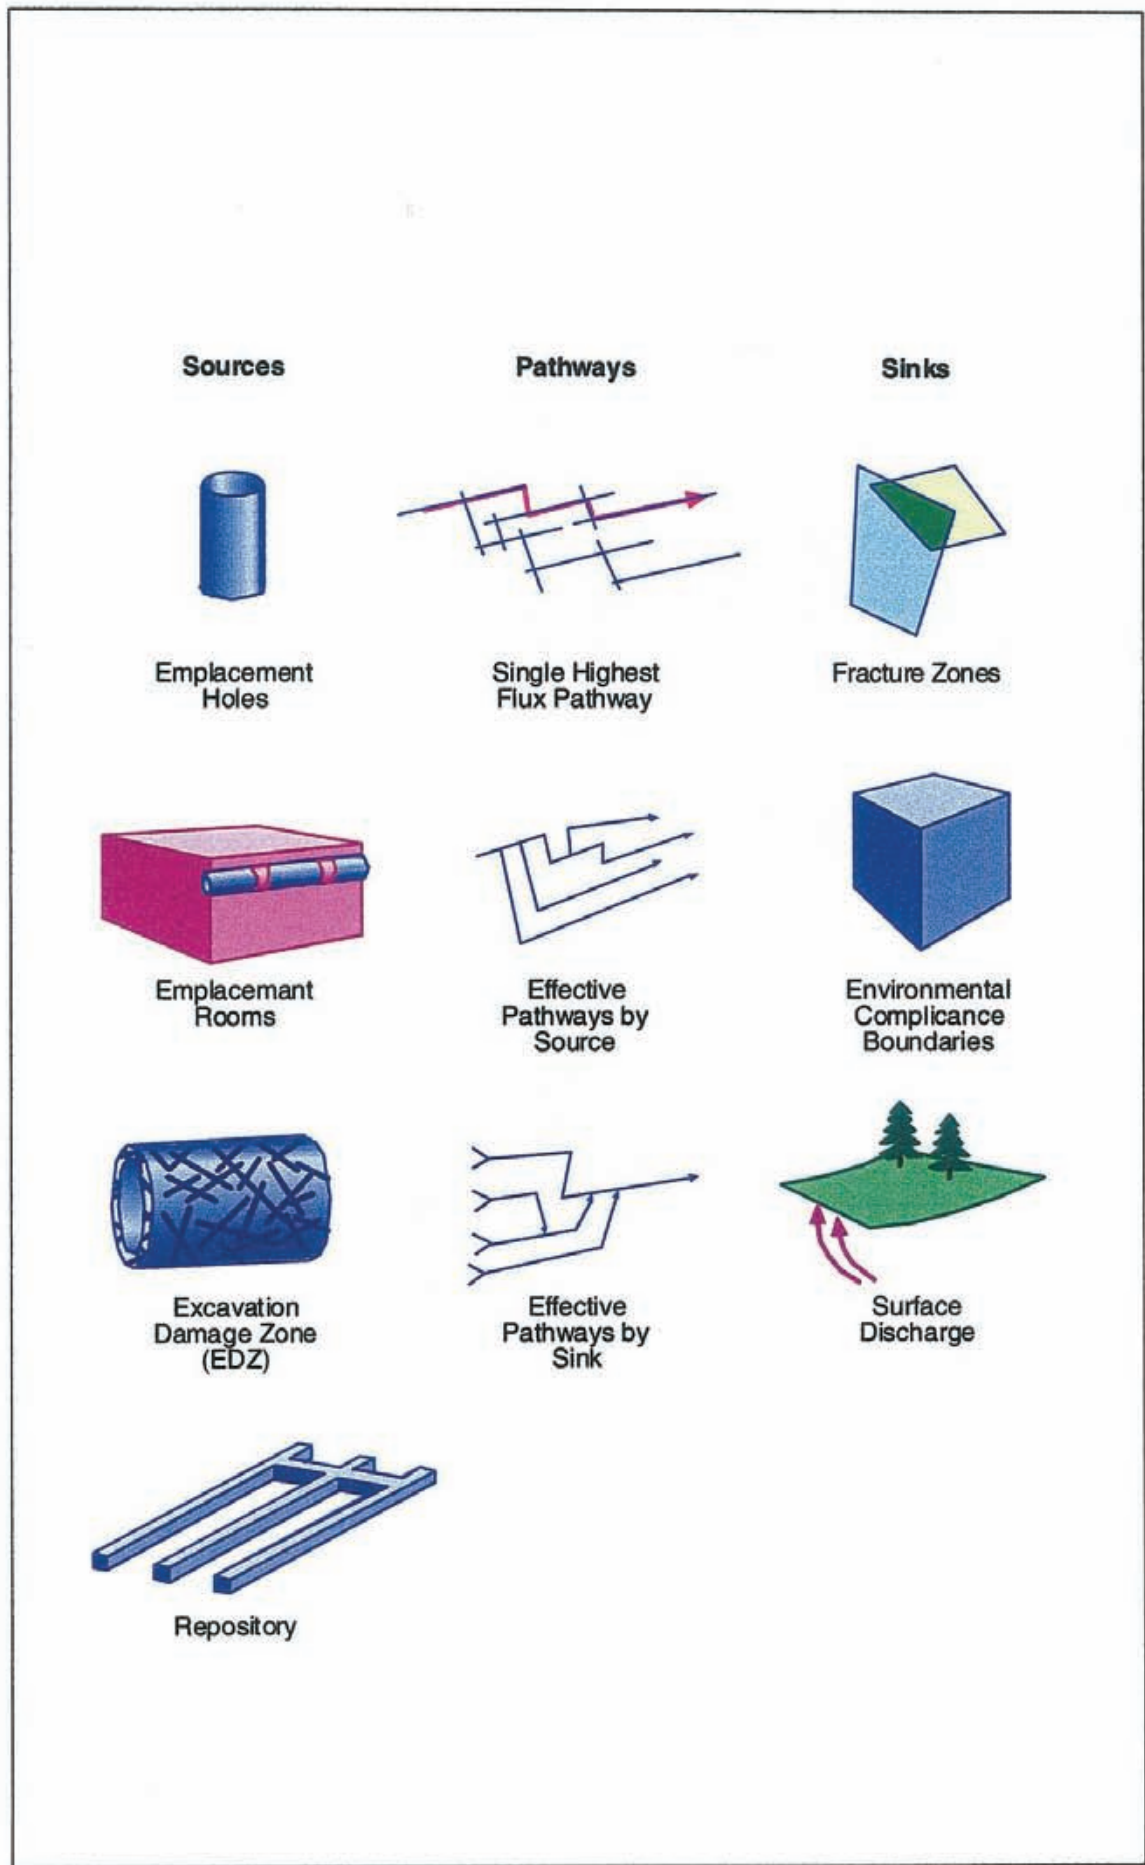 Sources
Pathways
Sinks
Emplacement
Holes
Single Highest
Flux Pathway
Fracture Zones
Emplacemant
Rooms
Effective
Pathways by
Source
Environmental
Complicance
Boundaries
Excavation
Damage Zone
(EDZ)
Effective
Pathways by
Sink
Surface
Discharge
Repository